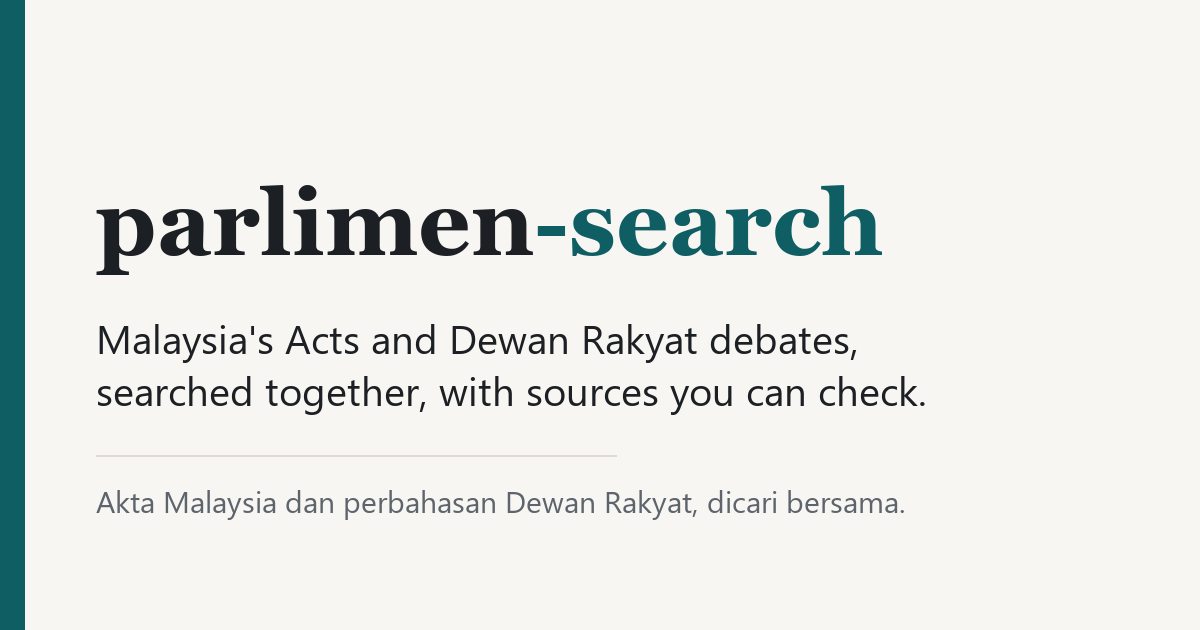 parlimen-search
Malaysia's Acts and Dewan Rakyat debates,
searched together, with sources you can check.
Akta Malaysia dan perbahasan Dewan Rakyat, dicari bersama.